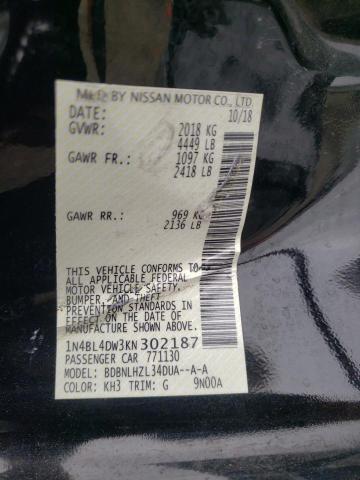 MFD BY NISSAN MOTOR CO., LTD.
DATE: 10/18
GVWR: 2018 KG
4449 LB
GAWR FR.: 1097 KG
2418 LB
GAWR RR.: 969 KG
2136 LB
THIS VEHICLE CONFORMS TO
ALL APPLICABLE FEDERAL
MOTOR VEHICLE SAFETY,
BUMPER, AND THEFT
PREVENTION STANDARDS IN
EFFECT ON THE DATE OF
MANUFACTURE SHOWN ABOVE.
1N4BL4DW3KN302187
PASSENGER CAR 771130
MODEL: BDBNLHZL34DUA--A-A
COLOR: KH3 TRIM: G 9N00A